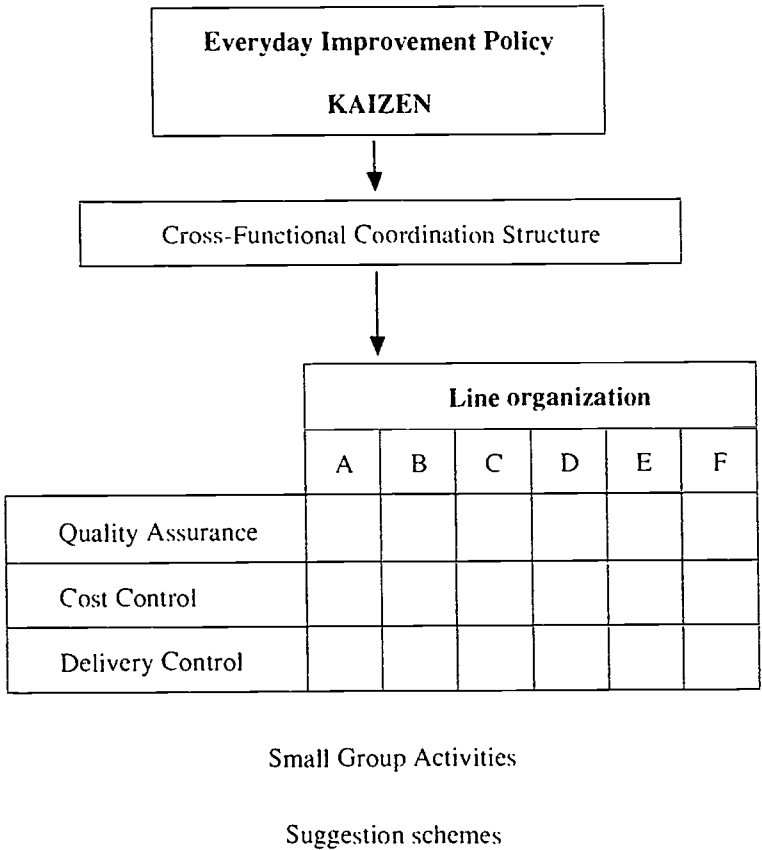 Everyday Improvement Policy
KAIZEN
Cross-Functional Coordination Structure
Line organization
A B C D E F
Quality Assurance
Cost Control
Delivery Control
Small Group Activities
Suggestion schemes